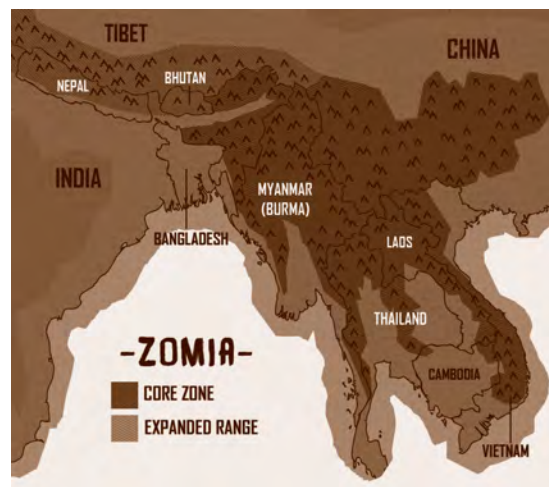 TIBET
CHINA
BHUTAN
NEPAL
INDIA
MYANMAR
(BURMA)
BANGLADESH
LAOS
THAILAND
-ZOMIA-
CORE ZONE
CAMBODIA
EXPANDED RANGE
VIETNAM